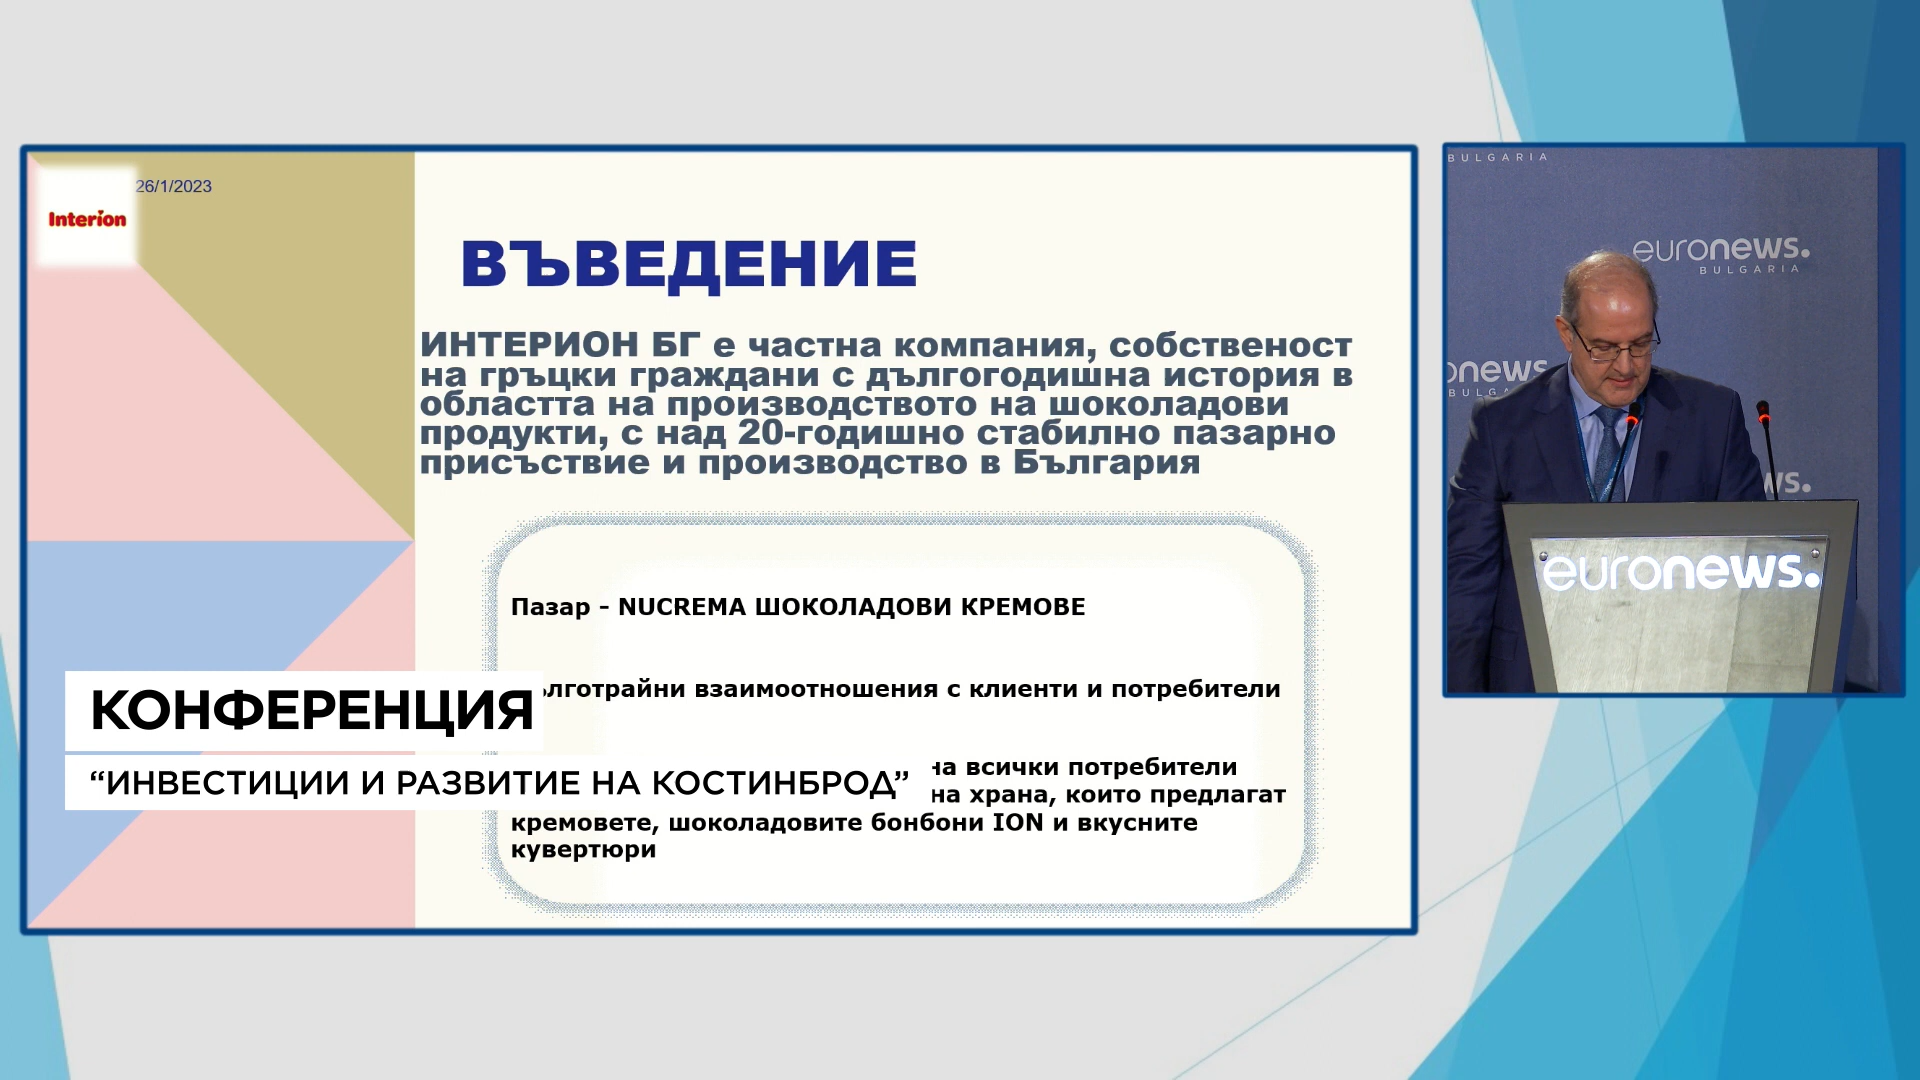 Interion
26/1/2023
ВЪВЕДЕНИЕ
ИНТЕРИОН БГ е частна компания, собственост
на гръцки граждани с дългогодишна история в
областта на производството на шоколадови
продукти, с над 20-годишно стабилно пазарно
присъствие и производство в България
Пазар - NUCREMA ШОКОЛАДОВИ КРЕМОВЕ
взаимоотношения с клиенти и потребители
на всички потребители
на храна, които предлагат
кремовете, шоколадовите бонбони ION и вкусните
кувертюри
КОНФЕРЕНЦИЯ
“ИНВЕСТИЦИИ И РАЗВИТИЕ НА КОСТИНБРОД”
BULGARIA
euronews.
BULGARIA
euronews.